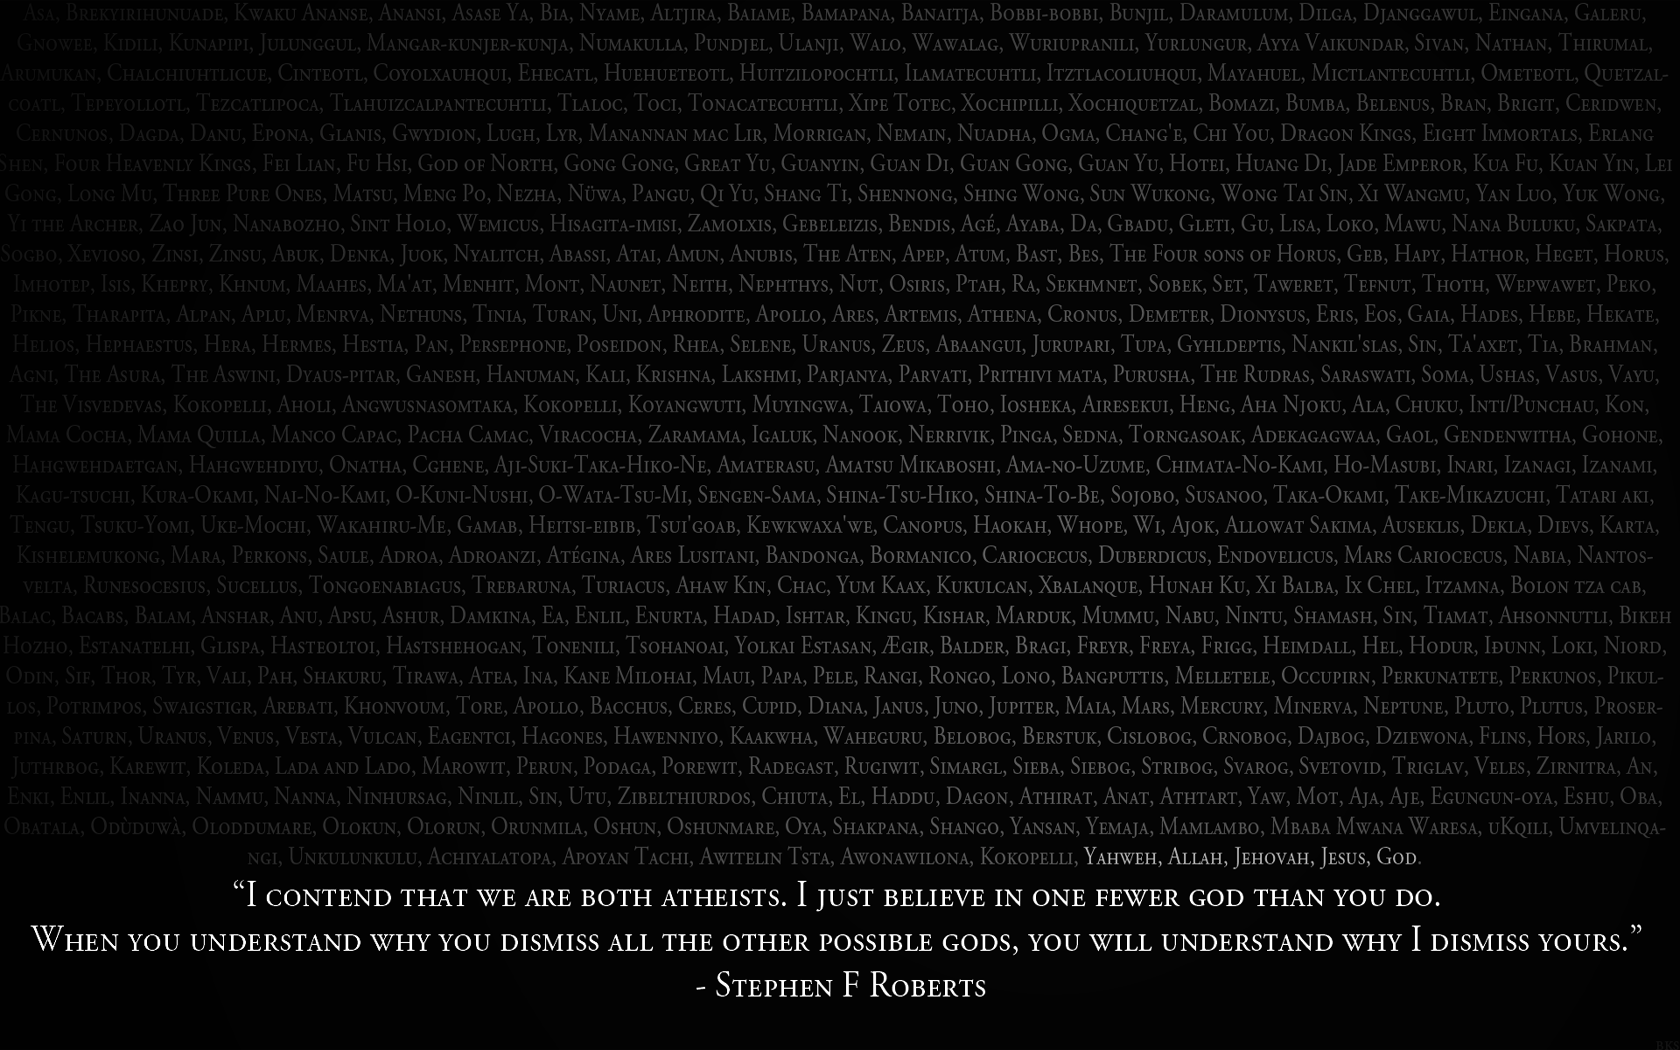 Asa, Brekyirihunuade, Kwaku Ananse, Anansi, Asase Ya, Bia, Nyame, Altjira, Baiame, Bamapana, Banaitja, Bobbi-bobbi, Bunjil, Daramulum, Dilga, Djanggawul, Eingana, Galeru,
Gnowee, Kidili, Kunapipi, Julunggul, Mangar-kunjer-kunja, Numakulla, Pundjel, Ulanji, Walo, Wawalag, Wuriupranili, Yurlungur, Ayya Vaikundar, Sivan, Nathan, Thirumal,
Arumukan, Chalchiuhtlicue, Cinteotl, Coyolxauhqui, Ehecatl, Huehueteotl, Huitzilopochtli, Ilamatecuhtli, Itztlacoliuhqui, Mayahuel, Mictlantecuhtli, Ometeotl, Quetzal-
coatl, Tepeyollotl, Tezcatlipoca, Tlahuizcalpantecuhtli, Tlaloc, Toci, Tonacatecuhtli, Xipe Totec, Xochipilli, Xochiquetzal, Bomazi, Bumba, Belenus, Bran, Brigit, Ceridwen,
Cernunos, Dagda, Danu, Epona, Glanis, Gwydion, Lugh, Lyr, Manannan mac Lir, Morrigan, Nemain, Nuadha, Ogma, Chang'e, Chi You, Dragon Kings, Eight Immortals, Erlang
Shen, Four Heavenly Kings, Fei Lian, Fu Hsi, God of North, Gong Gong, Great Yu, Guanyin, Guan Di, Guan Gong, Guan Yu, Hotei, Huang Di, Jade Emperor, Kua Fu, Kuan Yin, Lei
Gong, Long Mu, Three Pure Ones, Matsu, Meng Po, Nezha, Nüwa, Pangu, Qi Yu, Shang Ti, Shennong, Shing Wong, Sun Wukong, Wong Tai Sin, Xi Wangmu, Yan Luo, Yuk Wong,
Yi the Archer, Zao Jun, Nanabozho, Sint Holo, Wemicus, Hisagita-imisi, Zamolxis, Gebeleizis, Bendis, Agé, Ayaba, Da, Gbadu, Gleti, Gu, Lisa, Loko, Mawu, Nana Buluku, Sakpata,
Sogbo, Xevioso, Zinsi, Zinsu, Abuk, Denka, Juok, Nyalitch, Abassi, Atai, Amun, Anubis, The Aten, Apep, Atum, Bast, Bes, The Four sons of Horus, Geb, Hapy, Hathor, Heget, Horus,
Imhotep, Isis, Khepry, Khnum, Maahes, Ma'at, Menhit, Mont, Naunet, Neith, Nephthys, Nut, Osiris, Ptah, Ra, Sekhmnet, Sobek, Set, Taweret, Tefnut, Thoth, Wepwawet, Peko,
Pikne, Tharapita, Alpan, Aplu, Menrva, Nethuns, Tinia, Turan, Uni, Aphrodite, Apollo, Ares, Artemis, Athena, Cronus, Demeter, Dionysus, Eris, Eos, Gaia, Hades, Hebe, Hekate,
Helios, Hephaestus, Hera, Hermes, Hestia, Pan, Persephone, Poseidon, Rhea, Selene, Uranus, Zeus, Abaangui, Jurupari, Tupa, Gyhldeptis, Nankil'slas, Sin, Ta'axet, Tia, Brahman,
Agni, The Asura, The Aswini, Dyaus-pitar, Ganesh, Hanuman, Kali, Krishna, Lakshmi, Parjanya, Parvati, Prithivi mata, Purusha, The Rudras, Saraswati, Soma, Ushas, Vasus, Vayu,
The Visvedevas, Kokopelli, Aholi, Angwusnasomtaka, Kokopelli, Koyangwuti, Muyingwa, Taiowa, Toho, Iosheka, Airesekui, Heng, Aha Njoku, Ala, Chuku, Inti/Punchau, Kon,
Mama Cocha, Mama Quilla, Manco Capac, Pacha Camac, Viracocha, Zaramama, Igaluk, Nanook, Nerrivik, Pinga, Sedna, Torngasoak, Adekagagwaa, Gaol, Gendenwitha, Gohone,
Hahgwehdaetgan, Hahgwehdiyu, Onatha, Cghene, Aji-Suki-Taka-Hiko-Ne, Amaterasu, Amatsu Mikaboshi, Ama-no-Uzume, Chimata-No-Kami, Ho-Masubi, Inari, Izanagi, Izanami,
Kagu-tsuchi, Kura-Okami, Nai-No-Kami, O-Kuni-Nushi, O-Wata-Tsu-Mi, Sengen-Sama, Shina-Tsu-Hiko, Shina-To-Be, Sojobo, Susanoo, Taka-Okami, Take-Mikazuchi, Tatari aki,
Tengu, Tsuku-Yomi, Uke-Mochi, Wakahiru-Me, Gamab, Heitsi-eibib, Tsui'goab, Kewkwaxa'we, Canopus, Haokah, Whope, Wi, Ajok, Allowat Sakima, Auseklis, Dekla, Dievs, Karta,
Kishelemukong, Mara, Perkons, Saule, Adroa, Adroanzi, Atégina, Ares Lusitani, Bandonga, Bormanico, Cariocecus, Duberdicus, Endovelicus, Mars Cariocecus, Nabia, Nantos-
velta, Runesocesius, Sucellus, Tongoenabiagus, Trebaruna, Turiacus, Ahaw Kin, Chac, Yum Kaax, Kukulcan, Xbalanque, Hunah Ku, Xi Balba, Ix Chel, Itzamna, Bolon tza cab,
Balac, Bacabs, Balam, Anshar, Anu, Apsu, Ashur, Damkina, Ea, Enlil, Enurta, Hadad, Ishtar, Kingu, Kishar, Marduk, Mummu, Nabu, Nintu, Shamash, Sin, Tiamat, Ahsonnutli, Bikeh
Hozho, Estanatelhi, Glispa, Hasteoltoi, Hastshehogan, Tonenili, Tsohanoai, Yolkai Estasan, Ægir, Balder, Bragi, Freyr, Freya, Frigg, Heimdall, Hel, Hodur, Iðunn, Loki, Niord,
Odin, Sif, Thor, Tyr, Vali, Pah, Shakuru, Tirawa, Atea, Ina, Kane Milohai, Maui, Papa, Pele, Rangi, Rongo, Lono, Bangputtis, Melletele, Occupirn, Perkunatete, Perkunos, Pikul-
los, Potrimpos, Swaigstigr, Arebati, Khonvoum, Tore, Apollo, Bacchus, Ceres, Cupid, Diana, Janus, Juno, Jupiter, Maia, Mars, Mercury, Minerva, Neptune, Pluto, Plutus, Proser-
pina, Saturn, Uranus, Venus, Vesta, Vulcan, Eagentci, Hagones, Hawenniyo, Kaakwha, Waheguru, Belobog, Berstuk, Cislobog, Crnobog, Dajbog, Dziewona, Flins, Hors, Jarilo,
Juthrbog, Karewit, Koleda, Lada and Lado, Marowit, Perun, Podaga, Porewit, Radegast, Rugiwit, Simargl, Sieba, Siebog, Stribog, Svarog, Svetovid, Triglav, Veles, Zirnitra, An,
Enki, Enlil, Inanna, Nammu, Nanna, Ninhursag, Ninlil, Sin, Utu, Zibelthiurdos, Chiuta, El, Haddu, Dagon, Athirat, Anat, Athtart, Yaw, Mot, Aja, Aje, Egungun-oya, Eshu, Oba,
Obatala, Odùduwà, Oloddumare, Olokun, Olorun, Orunmila, Oshun, Oshunmare, Oya, Shakpana, Shango, Yansan, Yemaja, Mamlambo, Mbaba Mwana Waresa, uKqili, Umvelinqa-
ngi, Unkulunkulu, Achiyalatopa, Apoyan Tachi, Awitelin Tsta, Awonawilona, Kokopelli, Yahweh, Allah, Jehovah, Jesus, God.
“I contend that we are both atheists. I just believe in one fewer god than you do.
When you understand why you dismiss all the other possible gods, you will understand why I dismiss yours.”
- Stephen F Roberts